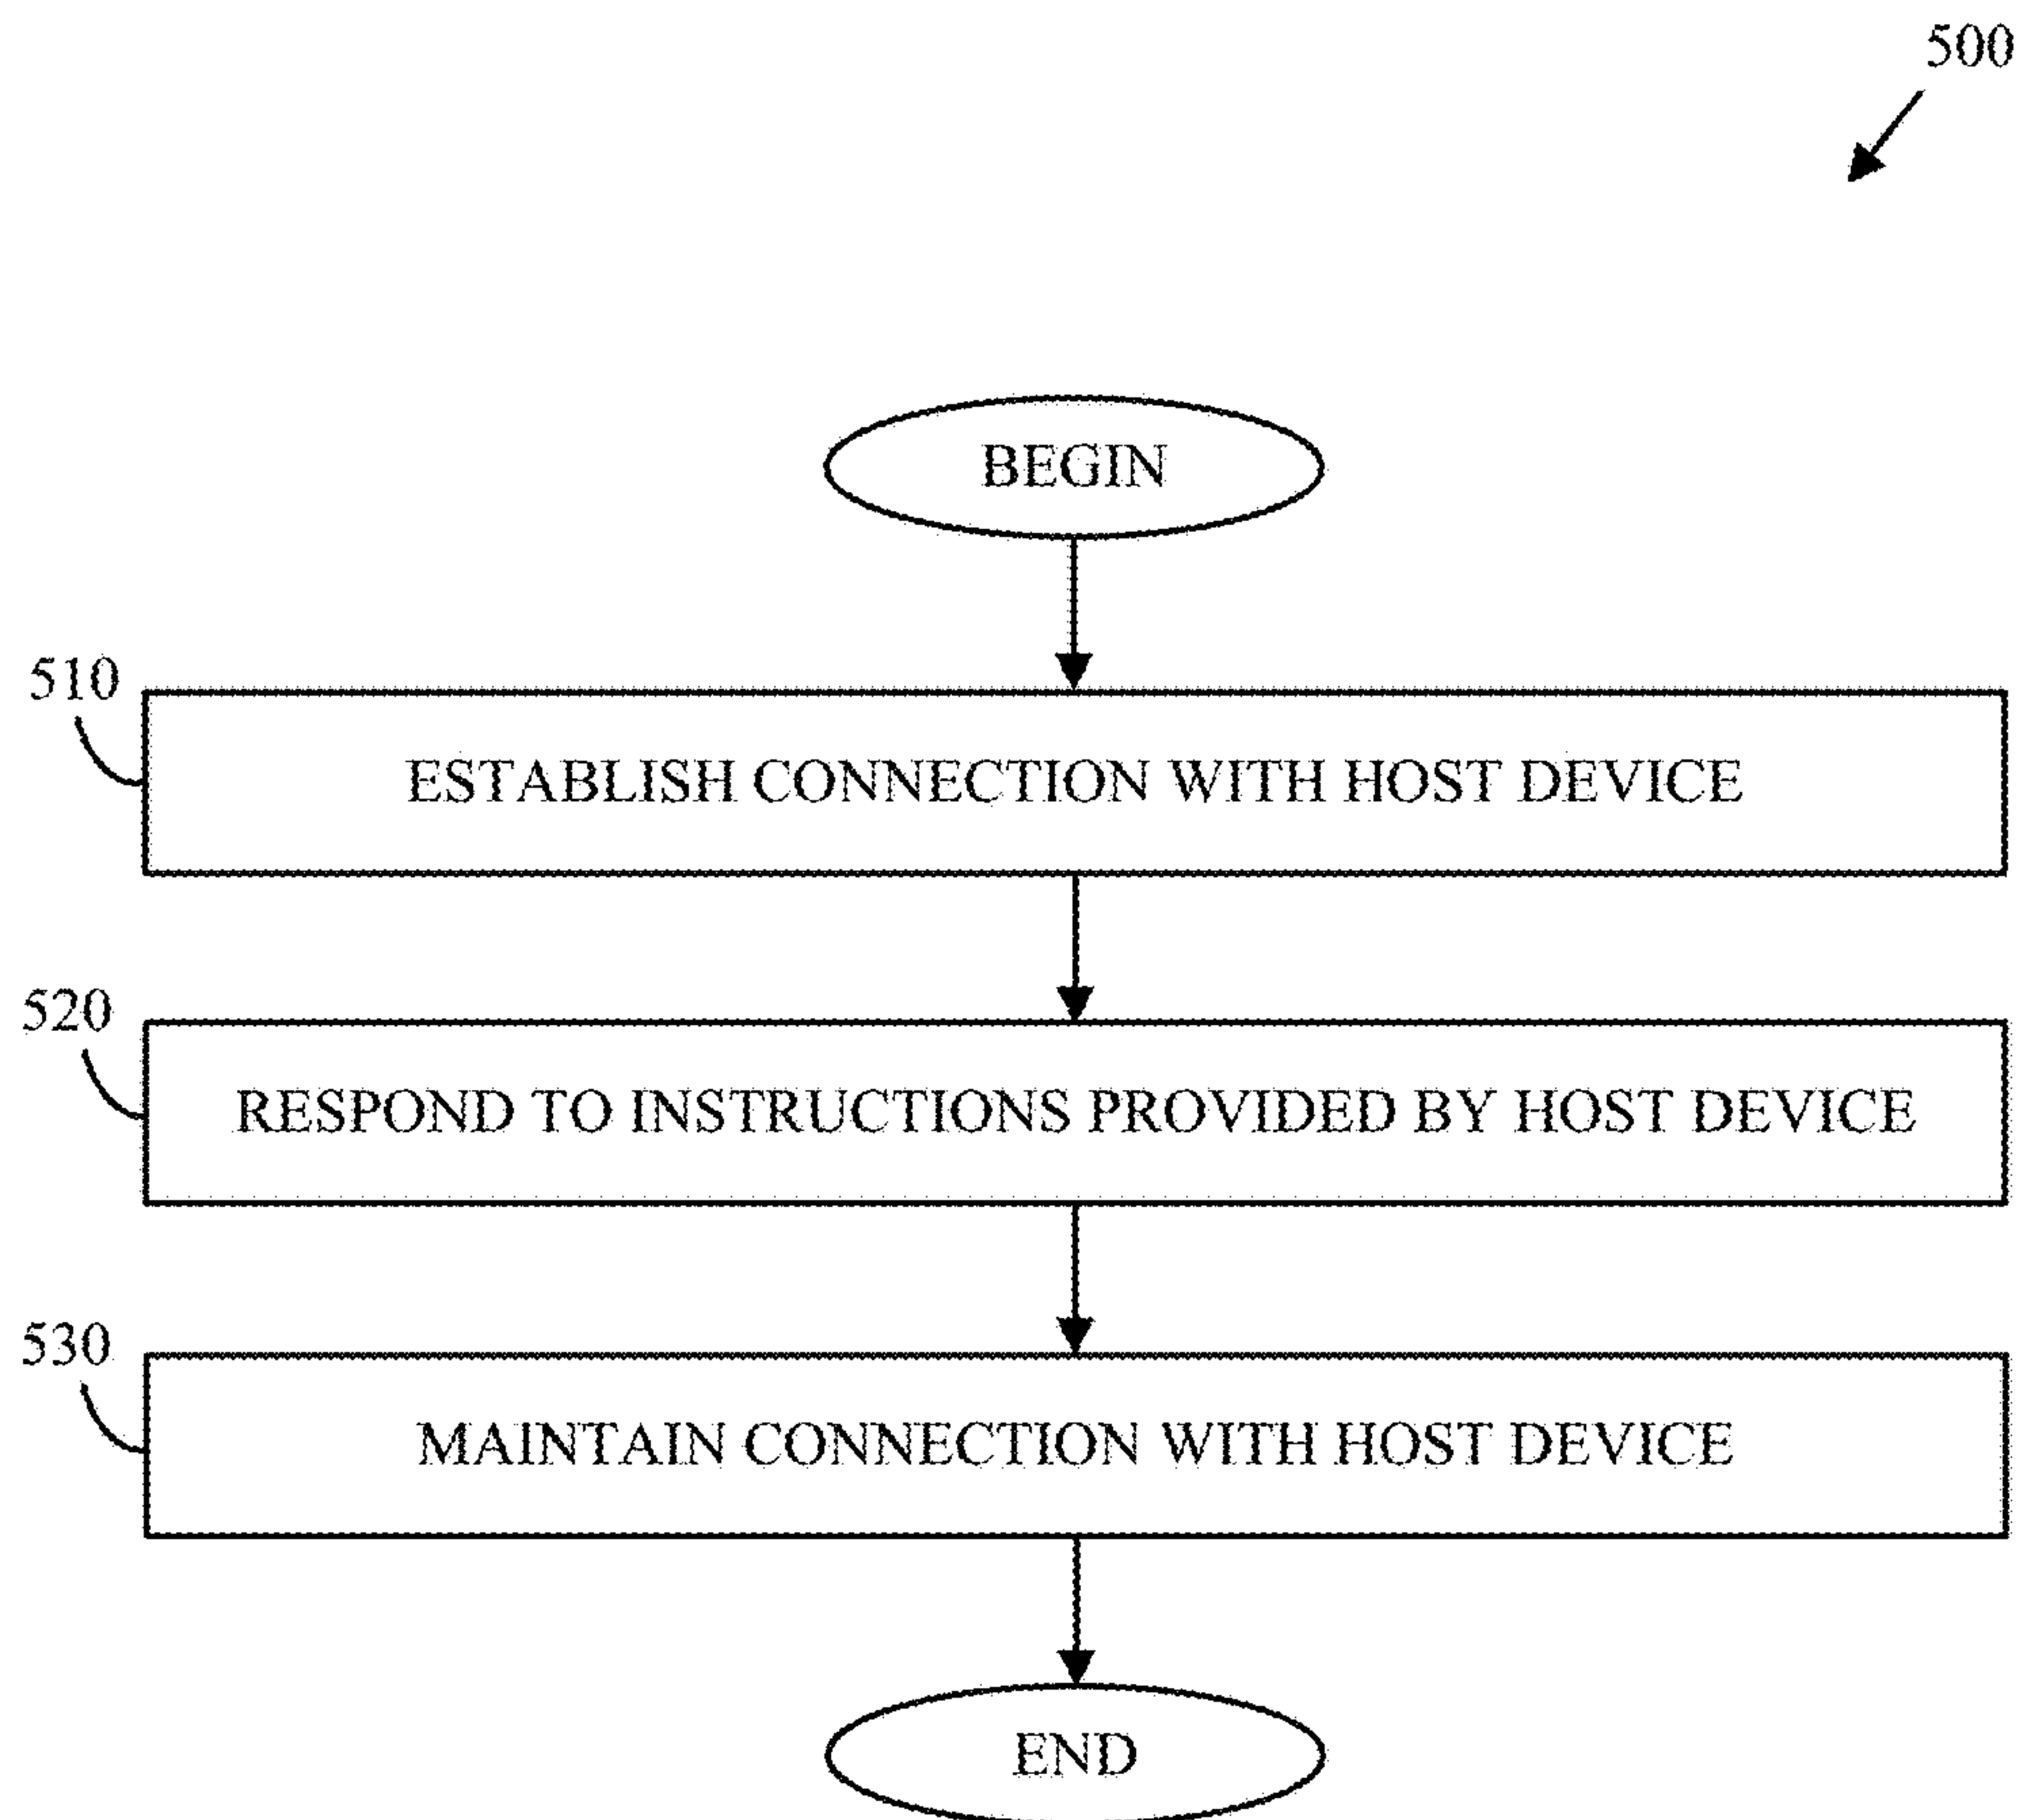 500
BEGIN
510
ESTABLISH CONNECTION WITH HOST DEVICE
520
RESPOND TO INSTRUCTIONS PROVIDED BY HOST DEVICE
530
MAINTAIN CONNECTION WITH HOST DEVICE
END